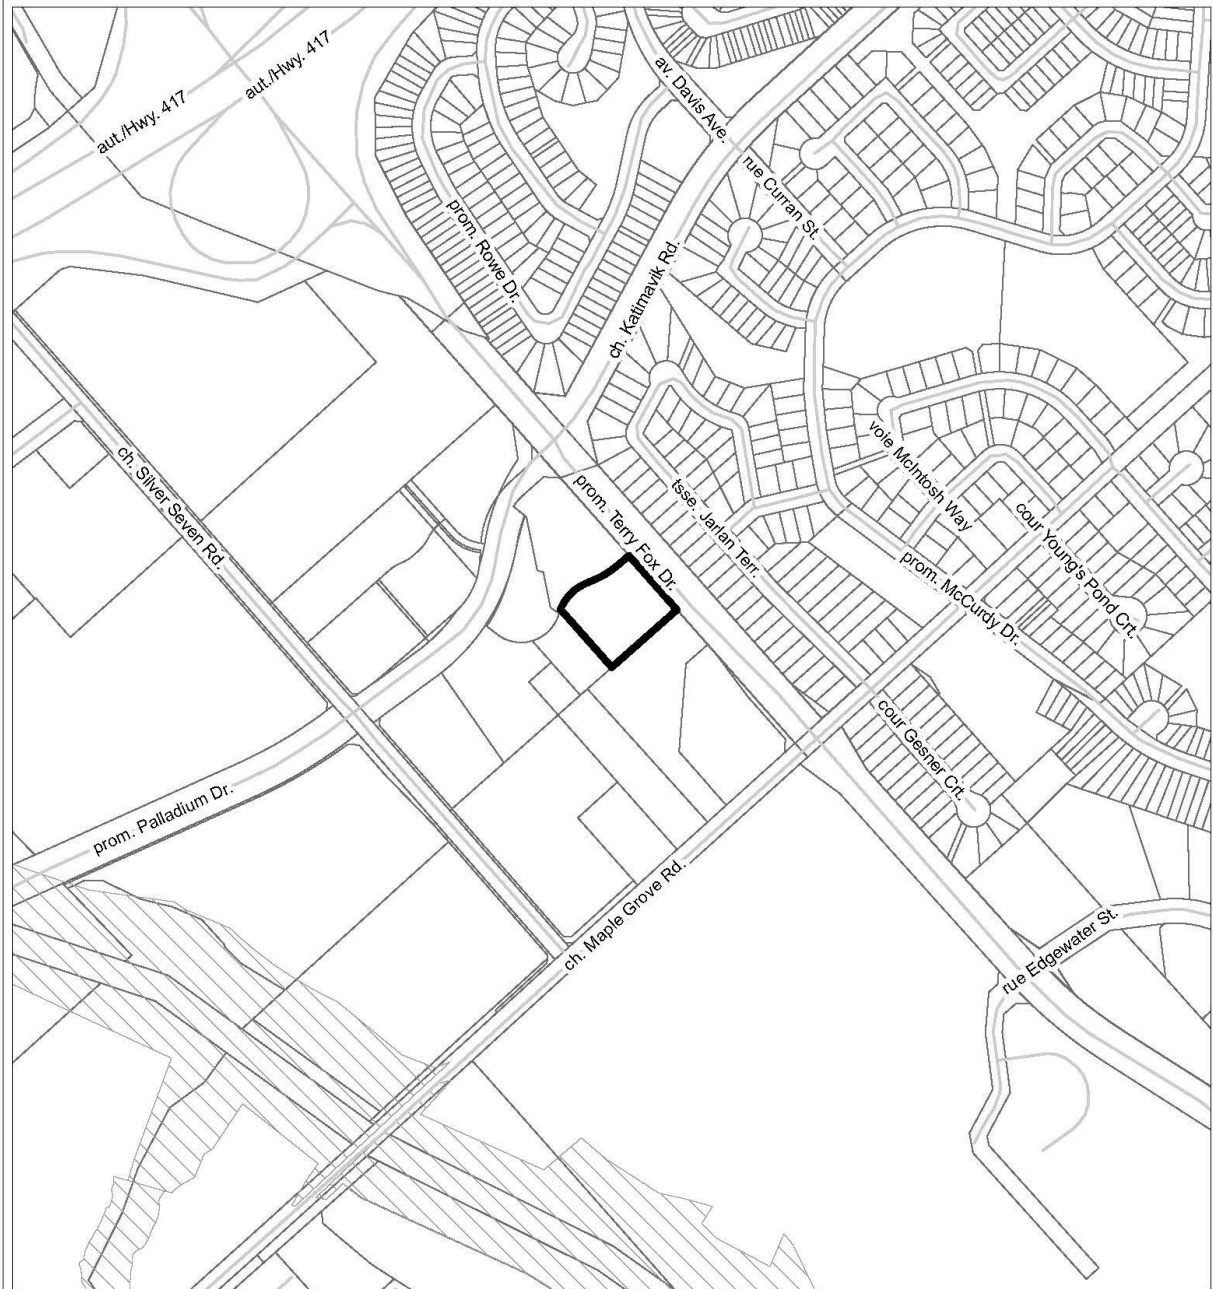 aut./Hwy. 417
aut./Hwy. 417
av. Davis Ave.
rue Curran St.
prom. Rowe Dr.
ch. Katimavik Rd.
ch. Silver Seven Rd.
prom. Terry Fox Dr.
tsse. Jarlan Terr.
voie McIntosh Way
cour Young's Pond Crt.
prom. McCurdy Dr.
cour Gesner Crt.
prom. Palladium Dr.
ch. Maple Grove Rd.
rue Edgewater St.